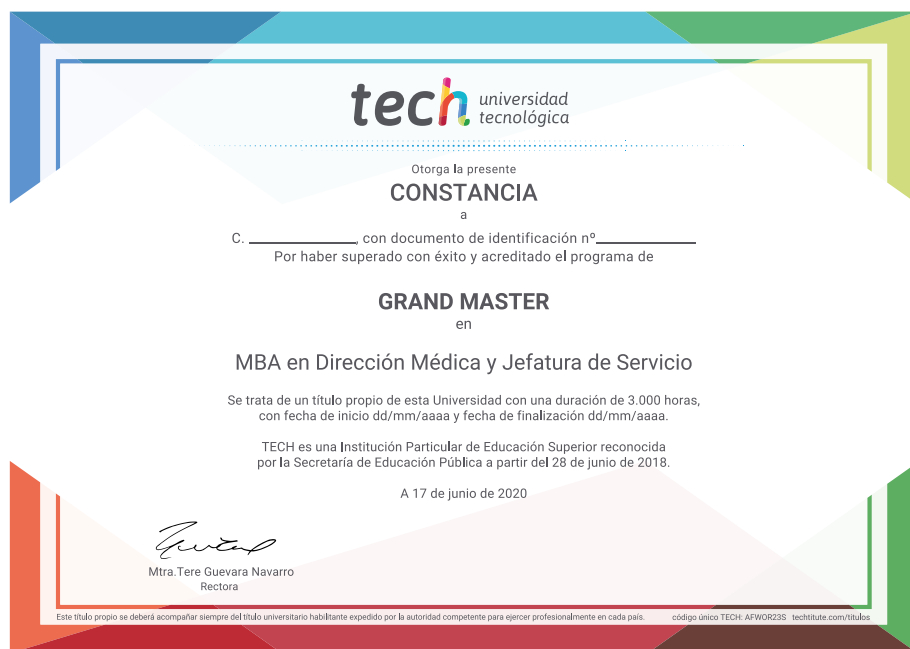 tech universidad
tecnológica
Otorga la presente
CONSTANCIA
a
C. ____________, con documento de identificación nº____________
Por haber superado con éxito y acreditado el programa de
GRAND MASTER
en
MBA en Dirección Médica y Jefatura de Servicio
Se trata de un título propio de esta Universidad con una duración de 3.000 horas,
con fecha de inicio dd/mm/aaaa y fecha de finalización dd/mm/aaaa.
TECH es una Institución Particular de Educación Superior reconocida
por la Secretaría de Educación Pública a partir del 28 de junio de 2018.
A 17 de junio de 2020
Mtra.Tere Guevara Navarro
Rectora
Este título propio se deberá acompañar siempre del título universitario habilitante expedido por la autoridad competente para ejercer profesionalmente en cada país. código único TECH: AFWOR23S techtitute.com/titulos